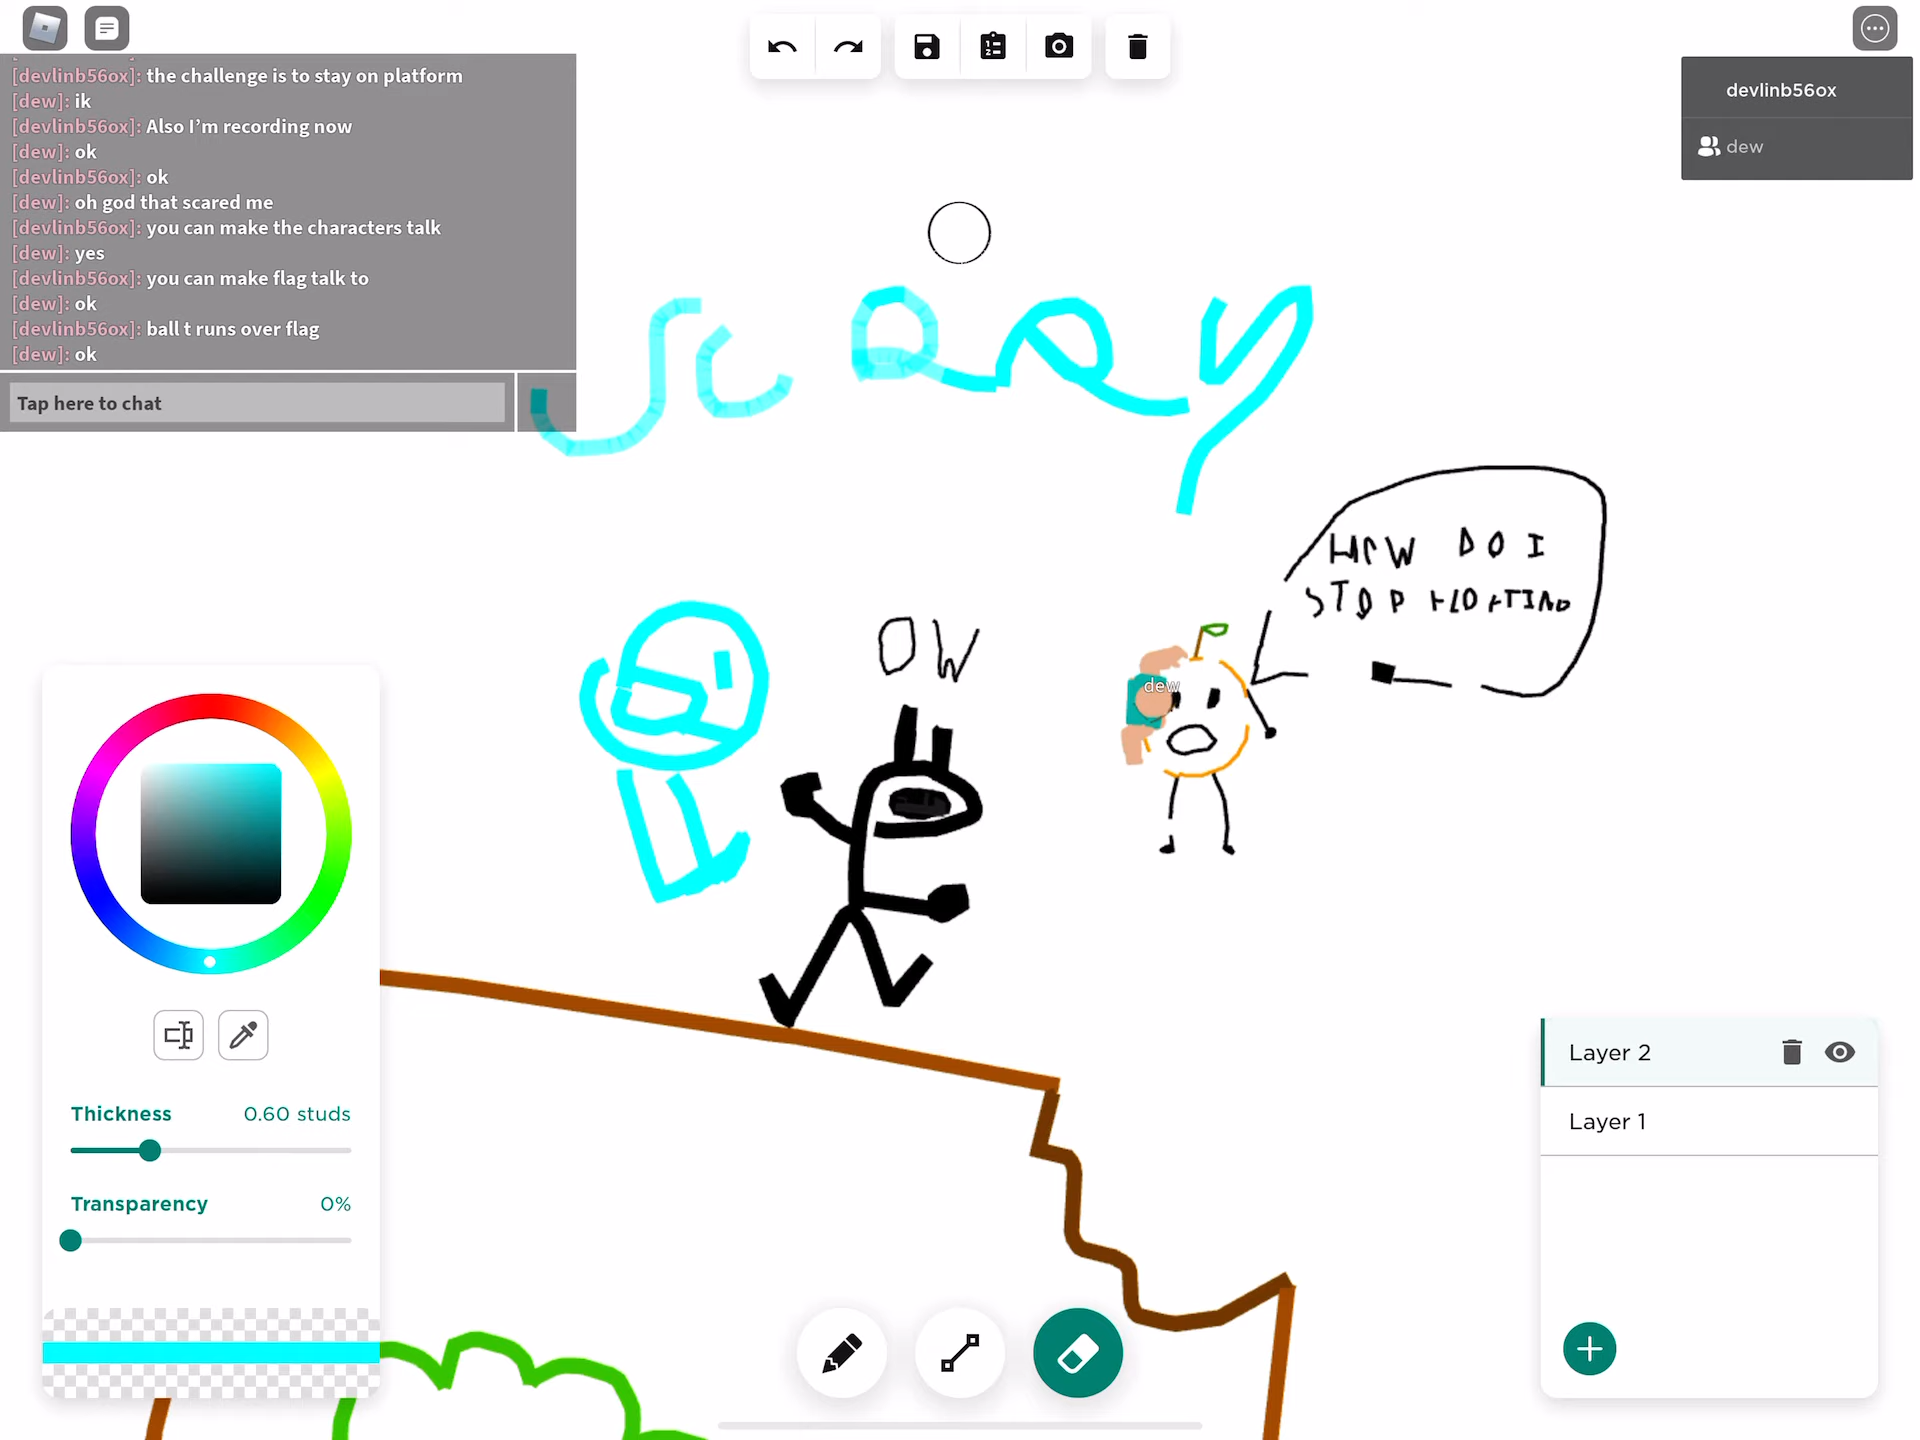 [devlinb56ox]: the challenge is to stay on platform
[dew]: ik
[devlinb56ox]: Also I'm recording now
[dew]: ok
[devlinb56ox]: ok
[dew]: oh god that scared me
[devlinb56ox]: you can make the characters talk
[dew]: yes
[devlinb56ox]: you can make flag talk to
[dew]: ok
[devlinb56ox]: ball t runs over flag
[dew]: ok
Tap here to chat
devlinb56ox
dew
HOW DO I
STOP FLOATING
OW
dew
Thickness 0.60 studs
Transparency 0%
Layer 2
Layer 1